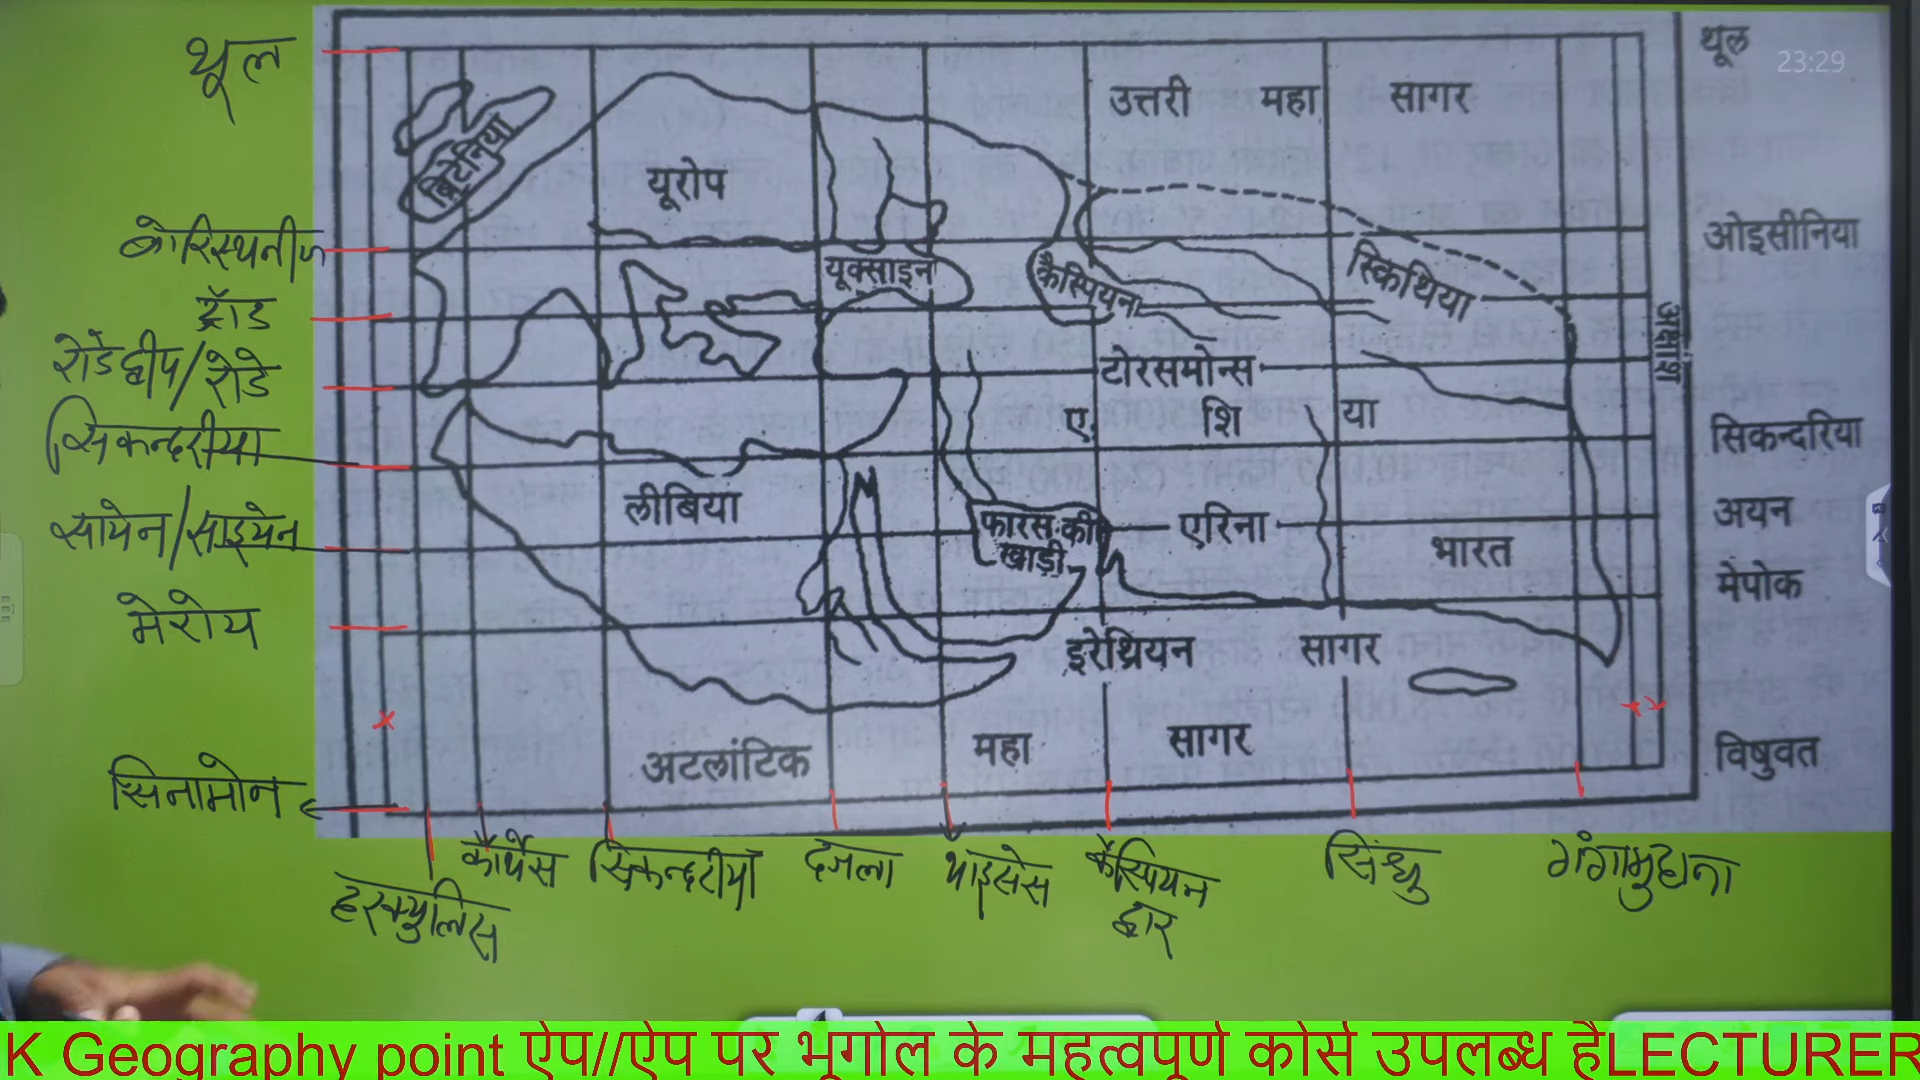 थूल
थूल
23:29
उत्तरी महा सागर
ब्रिटेनिया
यूरोप
ओइसीनिया
यूक्साइन
कैस्पियन
स्किथिया
ट्रॉड
रोडेद्वीप/रोडे
टोरसमोन्स
अक्षांश
सिकन्दरीया
ए शि या
सिकन्दरिया
लीबिया
सायेन/साइयेन
फारस की
खाड़ी
एरिना
भारत
अयन
मेरोय
मेपोक
इरेथ्रियन सागर
सिनामोन
अटलांटिक महा सागर
विषुवत
हरक्युलिस
कार्थेस
सिकन्दरीया
दजला
थाइसेस
कैस्पियन
द्वार
सिंधु
गंगामुहाना
K Geography point ऐप//ऐप पर भूगोल के महत्वपूर्ण कोर्स उपलब्ध हैLECTURER